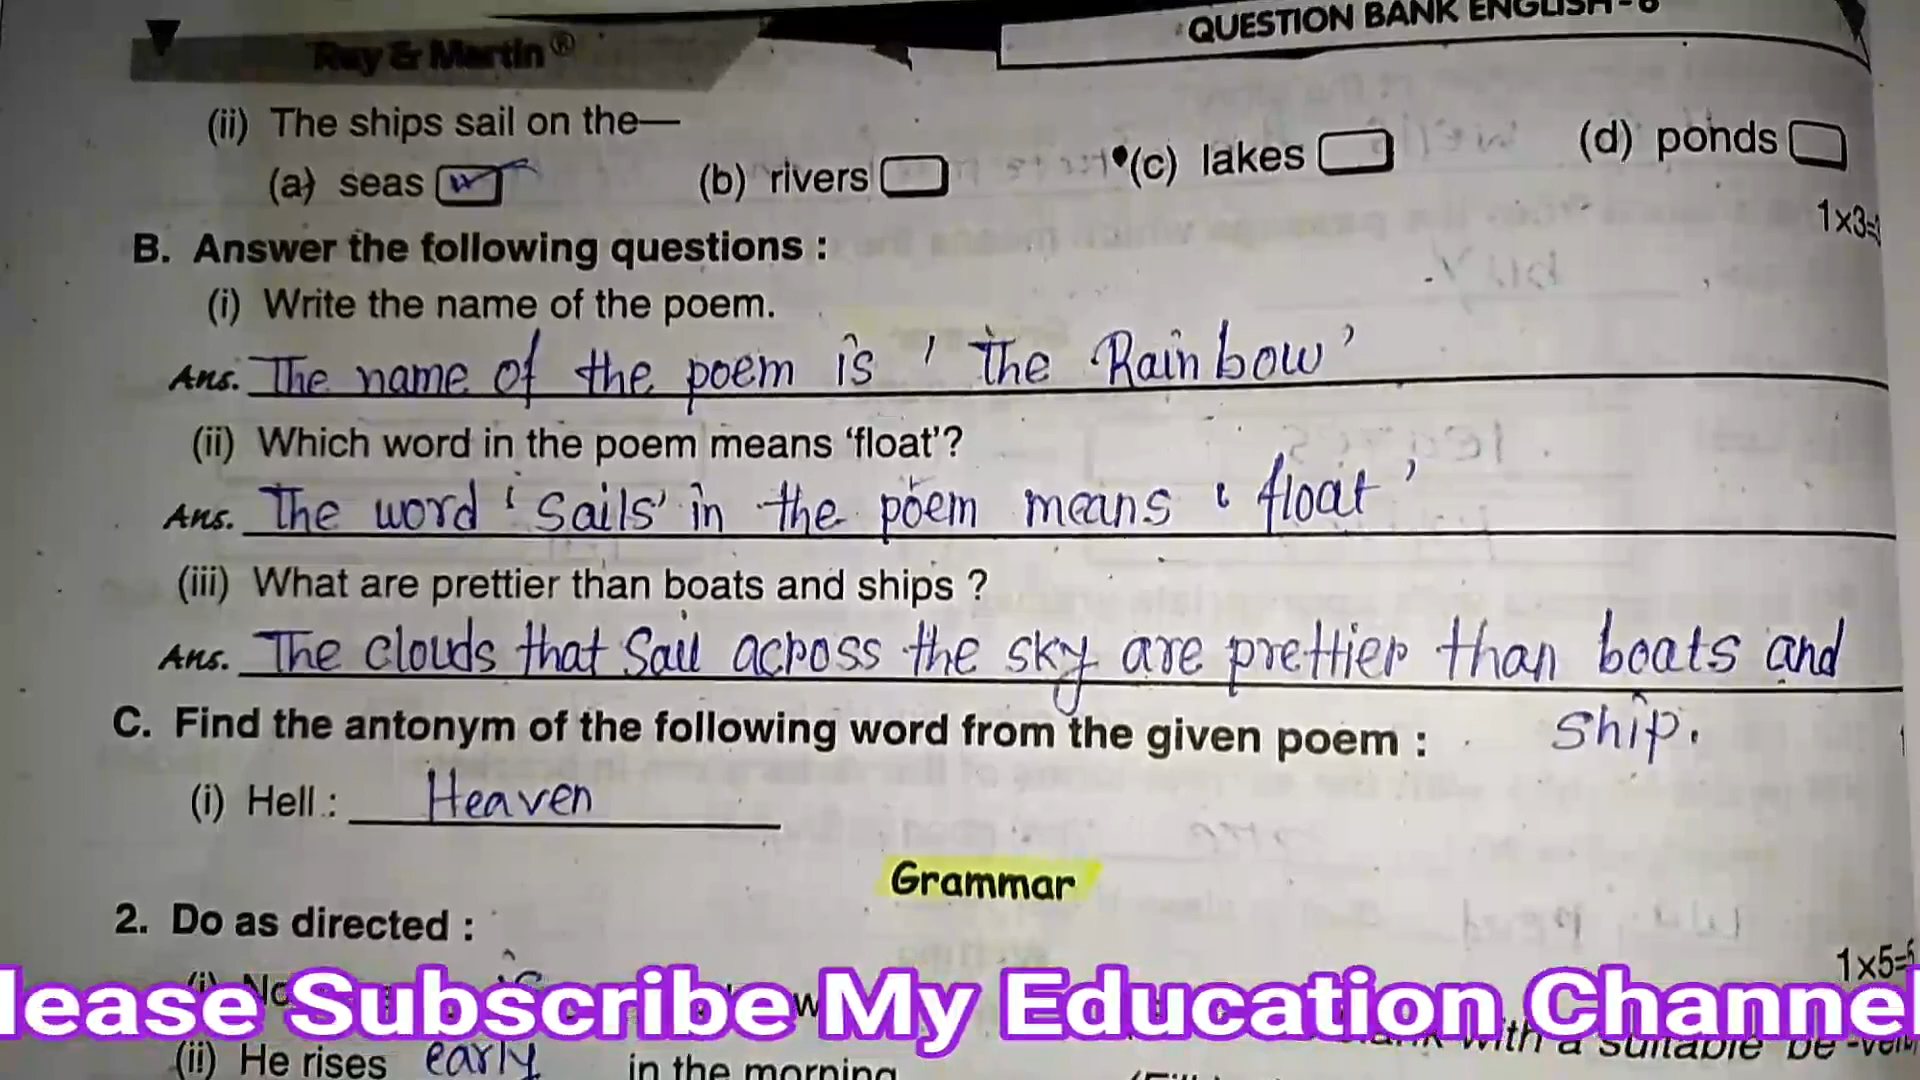 Ray & Martin®
QUESTION BANK ENGLISH-6
(ii) The ships sail on the—
(a) seas (b) rivers (c) lakes (d) ponds
1×3=
B. Answer the following questions :
(i) Write the name of the poem.
Ans. The name of the poem is ' The Rainbow'
(ii) Which word in the poem means ‘float’?
Ans. The word ‘Sails’ in the poem means ‘float’
(iii) What are prettier than boats and ships ?
Ans. The clouds that Sail across the sky are prettier than boats and
ship.
C. Find the antonym of the following word from the given poem :
(i) Hell : Heaven
Grammar
2. Do as directed :
1×5=5
(i)
lease Subscribe My Education Channel
with a suitable 'be'-verb
(ii) He rises early in the morning